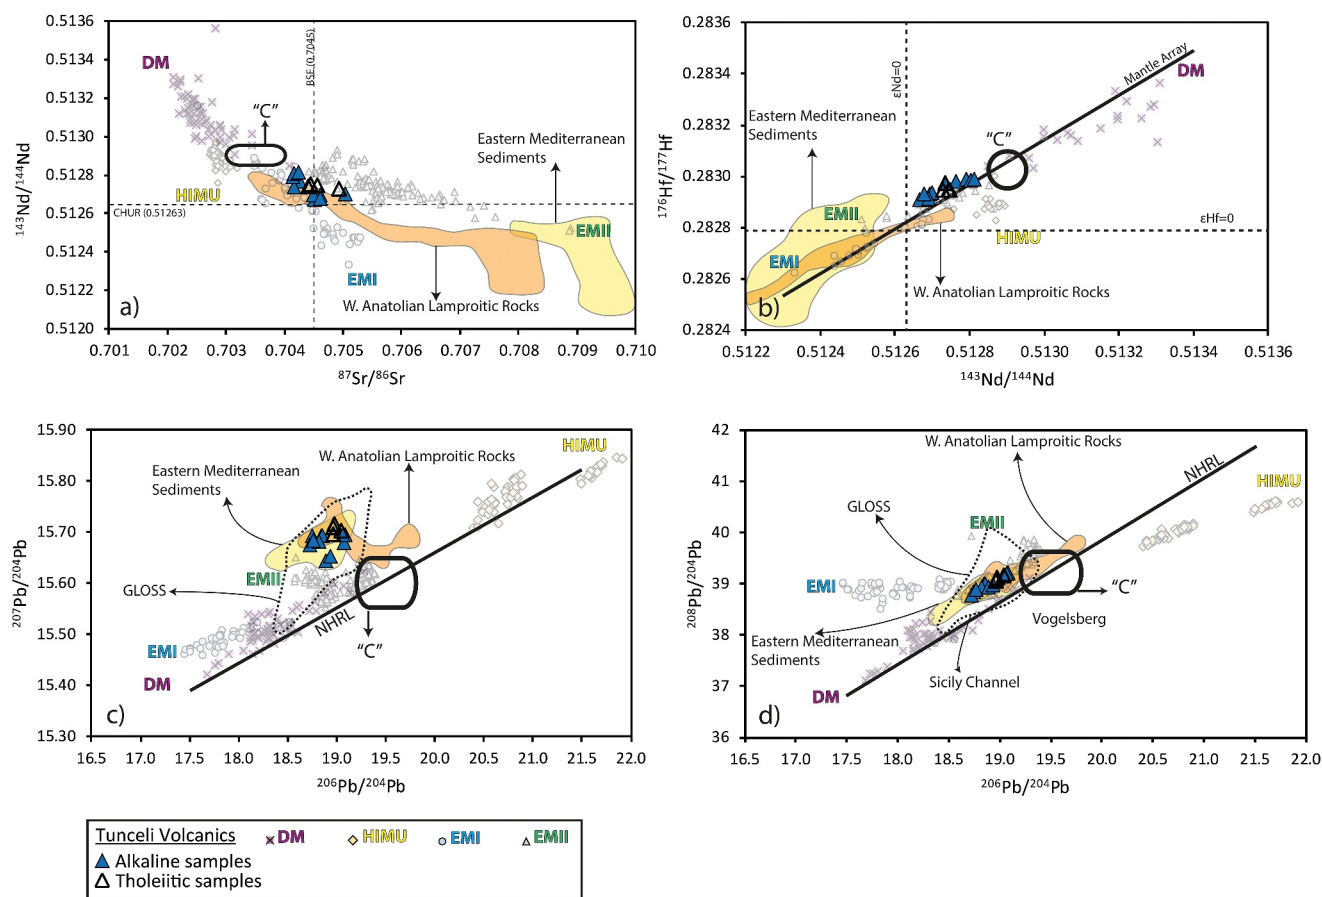 0.5136
0.5134
0.5132
0.5130
0.5128
0.5126
0.5124
0.5122
0.5120
¹⁴³Nd/¹⁴⁴Nd
DM
“C”
BSE (0.7045)
Eastern Mediterranean
Sediments
HIMU
CHUR (0.51263)
EMII
EMI
W. Anatolian Lamproitic Rocks
a)
0.701 0.702 0.703 0.704 0.705 0.706 0.707 0.708 0.709 0.710
⁸⁷Sr/⁸⁶Sr
0.2836
0.2834
0.2832
0.2830
0.2828
0.2626
0.2824
¹⁷⁶Hf/¹⁷⁷Hf
εNd=0
Mantle Array
DM
Eastern Mediterranean
Sediments
“C”
EMII
εHf=0
HIMU
EMI
W. Anatolian Lamproitic Rocks
b)
0.5122 0.5124 0.5126 0.5128 0.5130 0.5132 0.5134 0.5136
¹⁴³Nd/¹⁴⁴Nd
15.90
15.80
15.70
15.60
15.50
15.40
15.30
²⁰⁷Pb/²⁰⁴Pb
HIMU
W. Anatolian Lamproitic Rocks
Eastern Mediterranean
Sediments
EMII
GLOSS
NHRL
“C”
EMI
DM
c)
16.5 17.0 18.0 18.0 18.5 19.0 19.5 20.0 20.5 21.0 21.5 22.0
²⁰⁶Pb/²⁰⁴Pb
42
41
40
39
38
37
36
²⁰⁸Pb/²⁰⁴Pb
W. Anatolian Lamproitic Rocks
NHRL
HIMU
GLOSS
EMII
EMI
“C”
Vogelsberg
Eastern Mediterranean
Sediments
Sicily Channel
DM
d)
16.5 17.0 17.5 18.0 18.5 19.0 19.5 20.0 20.5 21.0 21.5 22.0
²⁰⁶Pb/²⁰⁴Pb
Tunceli Volcanics DM HIMU EMI EMII
Alkaline samples
Tholeiitic samples